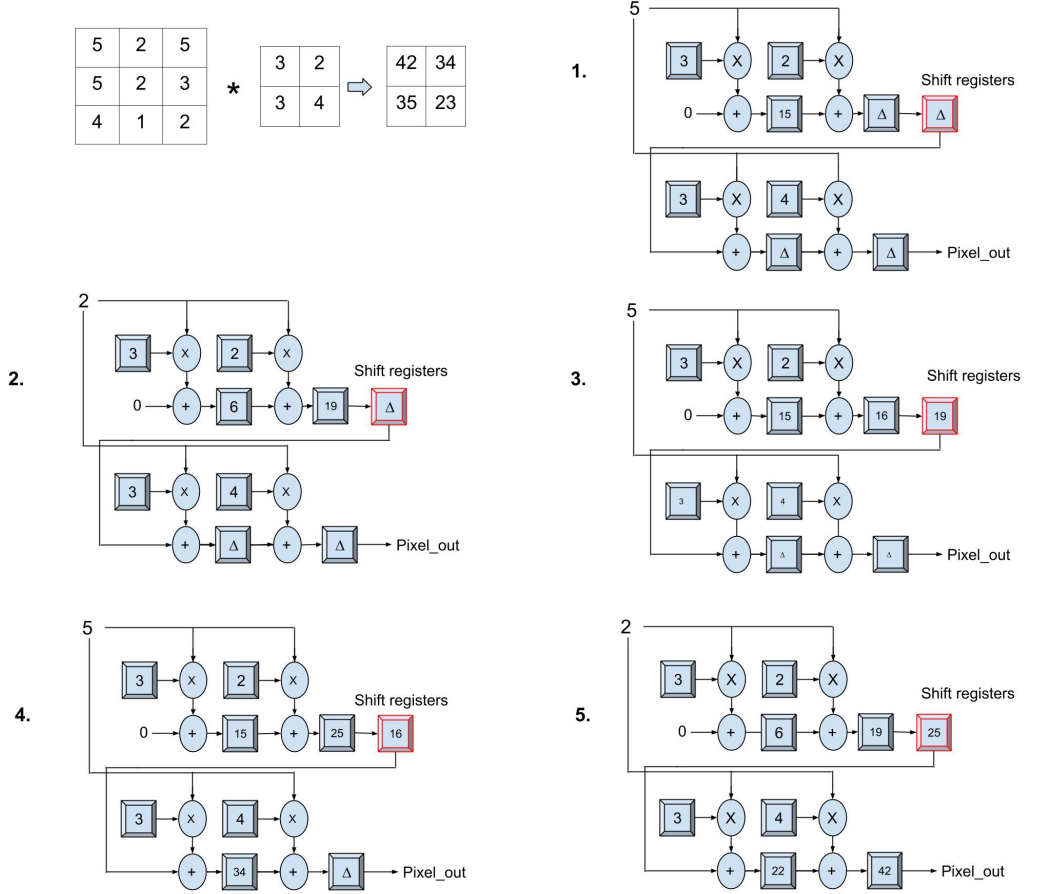 5 2 5
5 2 3
4 1 2
*
3 2
3 4
42 34
35 23
1.
5
3 X 2 X
Shift registers
0 + 15 + Δ Δ
3 X 4 X
+ Δ + Δ Pixel_out
2.
2
3 X 2 X
Shift registers
0 + 6 + 19 Δ
3 X 4 X
+ Δ + Δ Pixel_out
3.
5
3 X 2 X
Shift registers
0 + 15 + 16 19
3 X 4 X
+ Δ + Δ Pixel_out
4.
5
3 X 2 X
Shift registers
0 + 15 + 25 16
3 X 4 X
+ 34 + Δ Pixel_out
5.
2
3 X 2 X
Shift registers
0 + 6 + 19 25
3 X 4 X
+ 22 + 42 Pixel_out